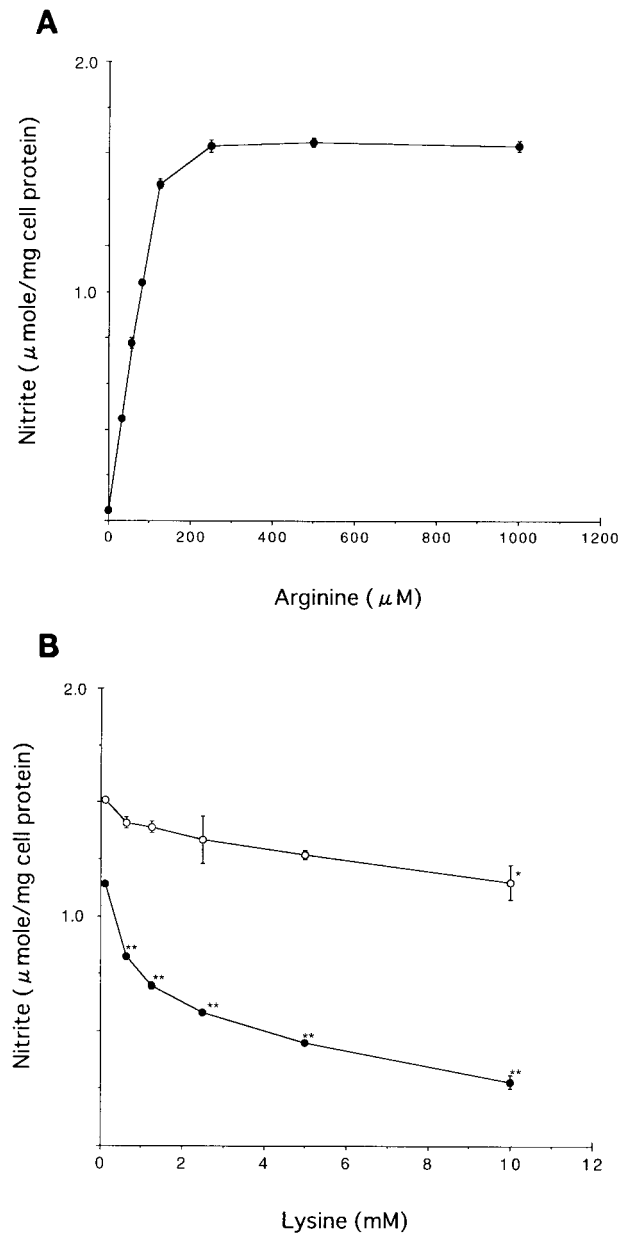 A
2.0
1.0
Nitrite ( μ mole/mg cell protein)
0 200 400 600 800 1000 1200
Arginine ( μ M)
B
2.0
1.0
Nitrite ( μ mole/mg cell protein)
*
** ** ** ** **
0 2 4 6 8 10 12
Lysine (mM)